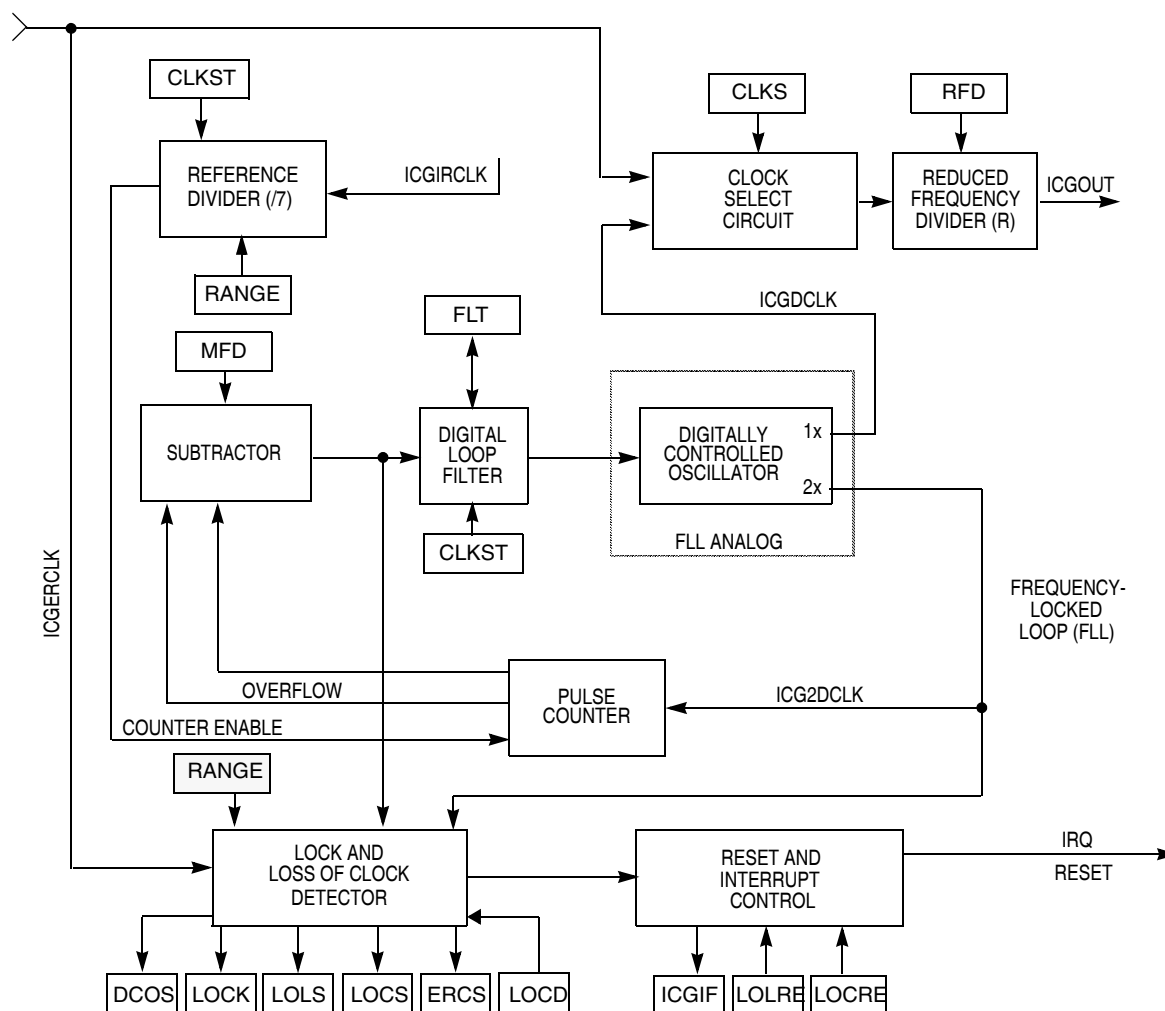 CLKST
CLKS
RFD
REFERENCE
DIVIDER (/7)
ICGIRCLK
CLOCK
SELECT
CIRCUIT
REDUCED
FREQUENCY
DIVIDER (R)
ICGOUT
RANGE
FLT
ICGDCLK
MFD
SUBTRACTOR
DIGITAL
LOOP
FILTER
DIGITALLY
CONTROLLED
OSCILLATOR
1x
2x
CLKST
FLL ANALOG
ICGERCLK
FREQUENCY-
LOCKED
LOOP (FLL)
OVERFLOW
PULSE
COUNTER
ICG2DCLK
COUNTER ENABLE
RANGE
LOCK AND
LOSS OF CLOCK
DETECTOR
RESET AND
INTERRUPT
CONTROL
IRQ
RESET
DCOS
LOCK
LOLS
LOCS
ERCS
LOCD
ICGIF
LOLRE
LOCRE